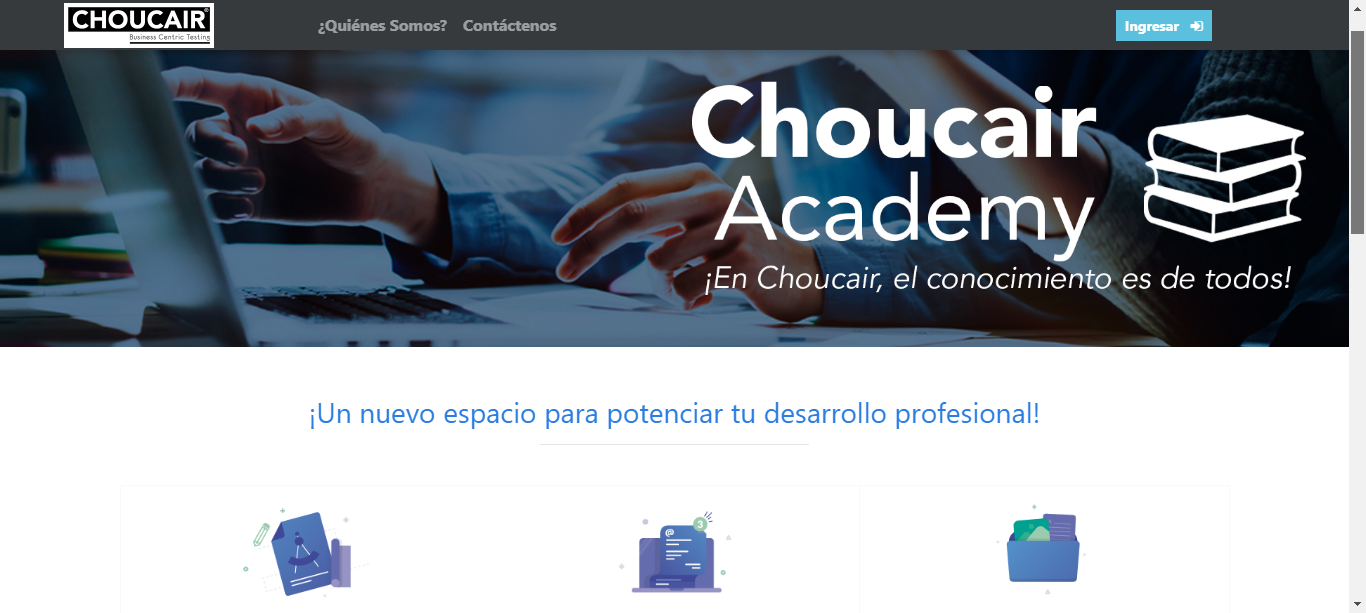 CHOUCAIR®
Business Centric Testing
¿Quiénes Somos? Contáctenos
Ingresar
Choucair
Academy
¡En Choucair, el conocimiento es de todos!
¡Un nuevo espacio para potenciar tu desarrollo profesional!
@
3